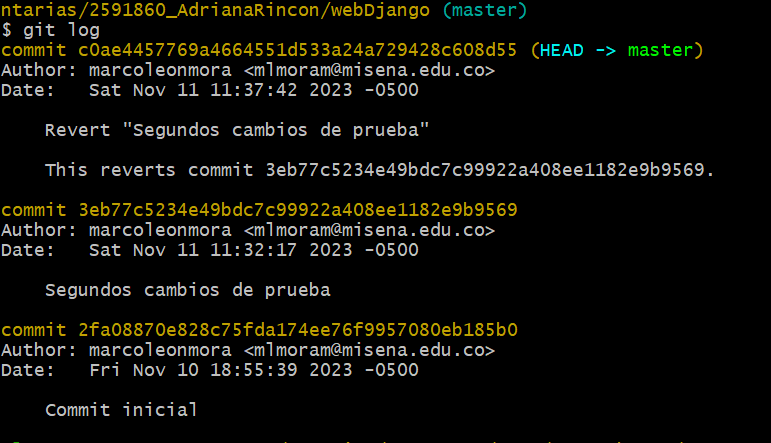 ntarias/2591860_AdrianaRincon/webDjango (master)
$ git log
commit c0ae4457769a4664551d533a24a729428c608d55 (HEAD -> master)
Author: marcoleonmora <mlmoram@misena.edu.co>
Date:   Sat Nov 11 11:37:42 2023 -0500
Revert "Segundos cambios de prueba"
This reverts commit 3eb77c5234e49bdc7c99922a408ee1182e9b9569.
commit 3eb77c5234e49bdc7c99922a408ee1182e9b9569
Author: marcoleonmora <mlmoram@misena.edu.co>
Date:   Sat Nov 11 11:32:17 2023 -0500
Segundos cambios de prueba
commit 2fa08870e828c75fda174ee76f9957080eb185b0
Author: marcoleonmora <mlmoram@misena.edu.co>
Date:   Fri Nov 10 18:55:39 2023 -0500
Commit inicial